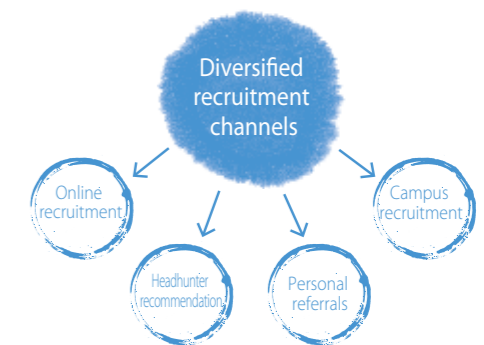 Diversified
recruitment
channels
Online
recruitment
Campus
recruitment
Headhunter
recommendation
Personal
referrals